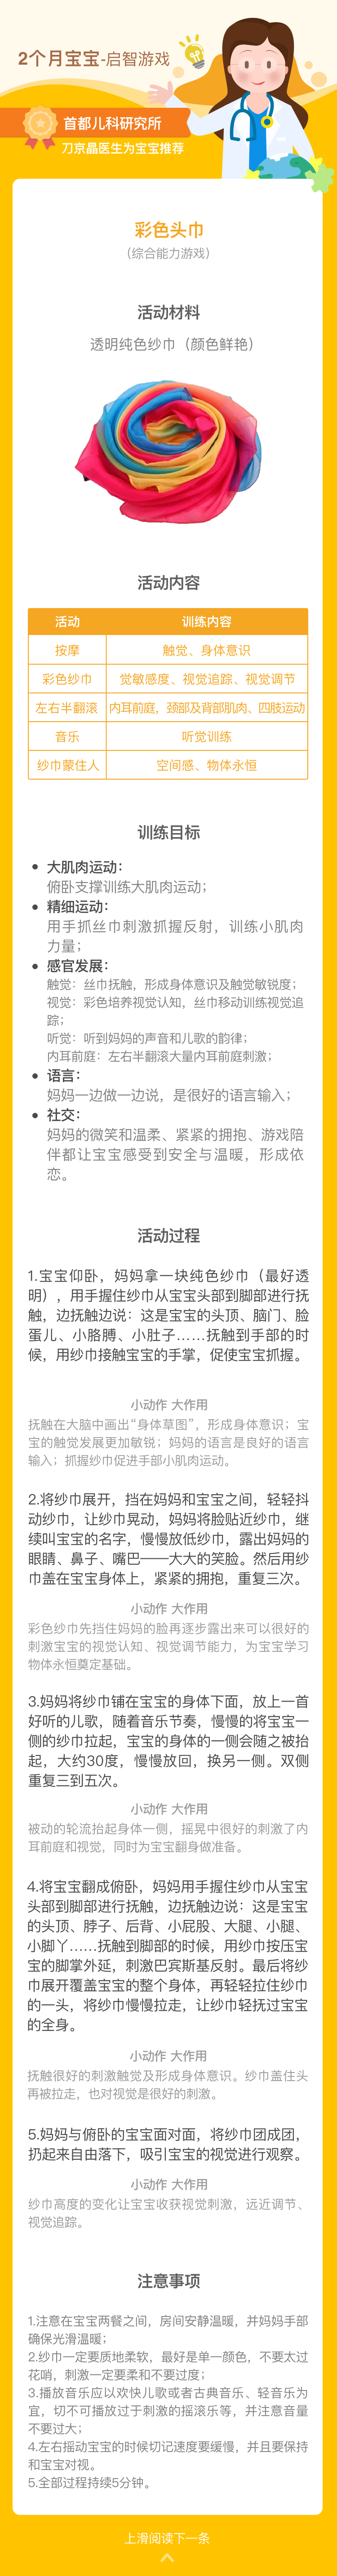 2个月宝宝-启智游戏
首都儿科研究所
刀京晶医生为宝宝推荐
彩色头巾
（综合能力游戏）
活动材料
透明纯色纱巾（颜色鲜艳）
活动内容
活动 训练内容
按摩 触觉、身体意识
彩色纱巾 觉敏感度、视觉追踪、视觉调节
左右半翻滚 内耳前庭，颈部及背部肌肉、四肢运动
音乐 听觉训练
纱巾蒙住人 空间感、物体永恒
训练目标
• 大肌肉运动：
俯卧支撑训练大肌肉运动；
• 精细运动：
用手抓丝巾刺激抓握反射，训练小肌肉
力量；
• 感官发展：
触觉：丝巾抚触，形成身体意识及触觉敏锐度；
视觉：彩色培养视觉认知，丝巾移动训练视觉追
踪；
听觉：听到妈妈的声音和儿歌的韵律；
内耳前庭：左右半翻滚大量内耳前庭刺激；
• 语言：
妈妈一边做一边说，是很好的语言输入；
• 社交：
妈妈的微笑和温柔、紧紧的拥抱、游戏陪
伴都让宝宝感受到安全与温暖，形成依
恋。
活动过程
1.宝宝仰卧，妈妈拿一块纯色纱巾（最好透
明），用手握住纱巾从宝宝头部到脚部进行抚
触，边抚触边说：这是宝宝的头顶、脑门、脸
蛋儿、小胳膊、小肚子……抚触到手部的时
候，用纱巾接触宝宝的手掌，促使宝宝抓握。
小动作 大作用
抚触在大脑中画出“身体草图”，形成身体意识；宝
宝的触觉发展更加敏锐；妈妈的语言是良好的语言
输入；抓握纱巾促进手部小肌肉运动。
2.将纱巾展开，挡在妈妈和宝宝之间，轻轻抖
动纱巾，让纱巾晃动，妈妈将脸贴近纱巾，继
续叫宝宝的名字，慢慢放低纱巾，露出妈妈的
眼睛、鼻子、嘴巴——大大的笑脸。然后用纱
巾盖在宝宝身体上，紧紧的拥抱，重复三次。
小动作 大作用
彩色纱巾先挡住妈妈的脸再逐步露出来可以很好的
刺激宝宝的视觉认知、视觉调节能力，为宝宝学习
物体永恒奠定基础。
3.妈妈将纱巾铺在宝宝的身体下面，放上一首
好听的儿歌，随着音乐节奏，慢慢的将宝宝一
侧的纱巾拉起，宝宝的身体的一侧会随之被抬
起，大约30度，慢慢放回，换另一侧。双侧
重复三到五次。
小动作 大作用
被动的轮流抬起身体一侧，摇晃中很好的刺激了内
耳前庭和视觉，同时为宝宝翻身做准备。
4.将宝宝翻成俯卧，妈妈用手握住纱巾从宝宝
头部到脚部进行抚触，边抚触边说：这是宝宝
的头顶、脖子、后背、小屁股、大腿、小腿、
小脚丫……抚触到脚部的时候，用纱巾按压宝
宝的脚掌外延，刺激巴宾斯基反射。最后将纱
巾展开覆盖宝宝的整个身体，再轻轻拉住纱巾
的一头，将纱巾慢慢拉走，让纱巾轻抚过宝宝
的全身。
小动作 大作用
抚触很好的刺激触觉及形成身体意识。纱巾盖住头
再被拉走，也对视觉是很好的刺激。
5.妈妈与俯卧的宝宝面对面，将纱巾团成团，
扔起来自由落下，吸引宝宝的视觉进行观察。
小动作 大作用
纱巾高度的变化让宝宝收获视觉刺激，远近调节、
视觉追踪。
注意事项
1.注意在宝宝两餐之间，房间安静温暖，并妈妈手部
确保光滑温暖；
2.纱巾一定要质地柔软，最好是单一颜色，不要太过
花哨，刺激一定要柔和不要过度；
3.播放音乐应以欢快儿歌或者古典音乐、轻音乐为
宜，切不可播放过于刺激的摇滚乐等，并注意音量
不要过大；
4.左右摇动宝宝的时候切记速度要缓慢，并且要保持
和宝宝对视。
5.全部过程持续5分钟。
上滑阅读下一条